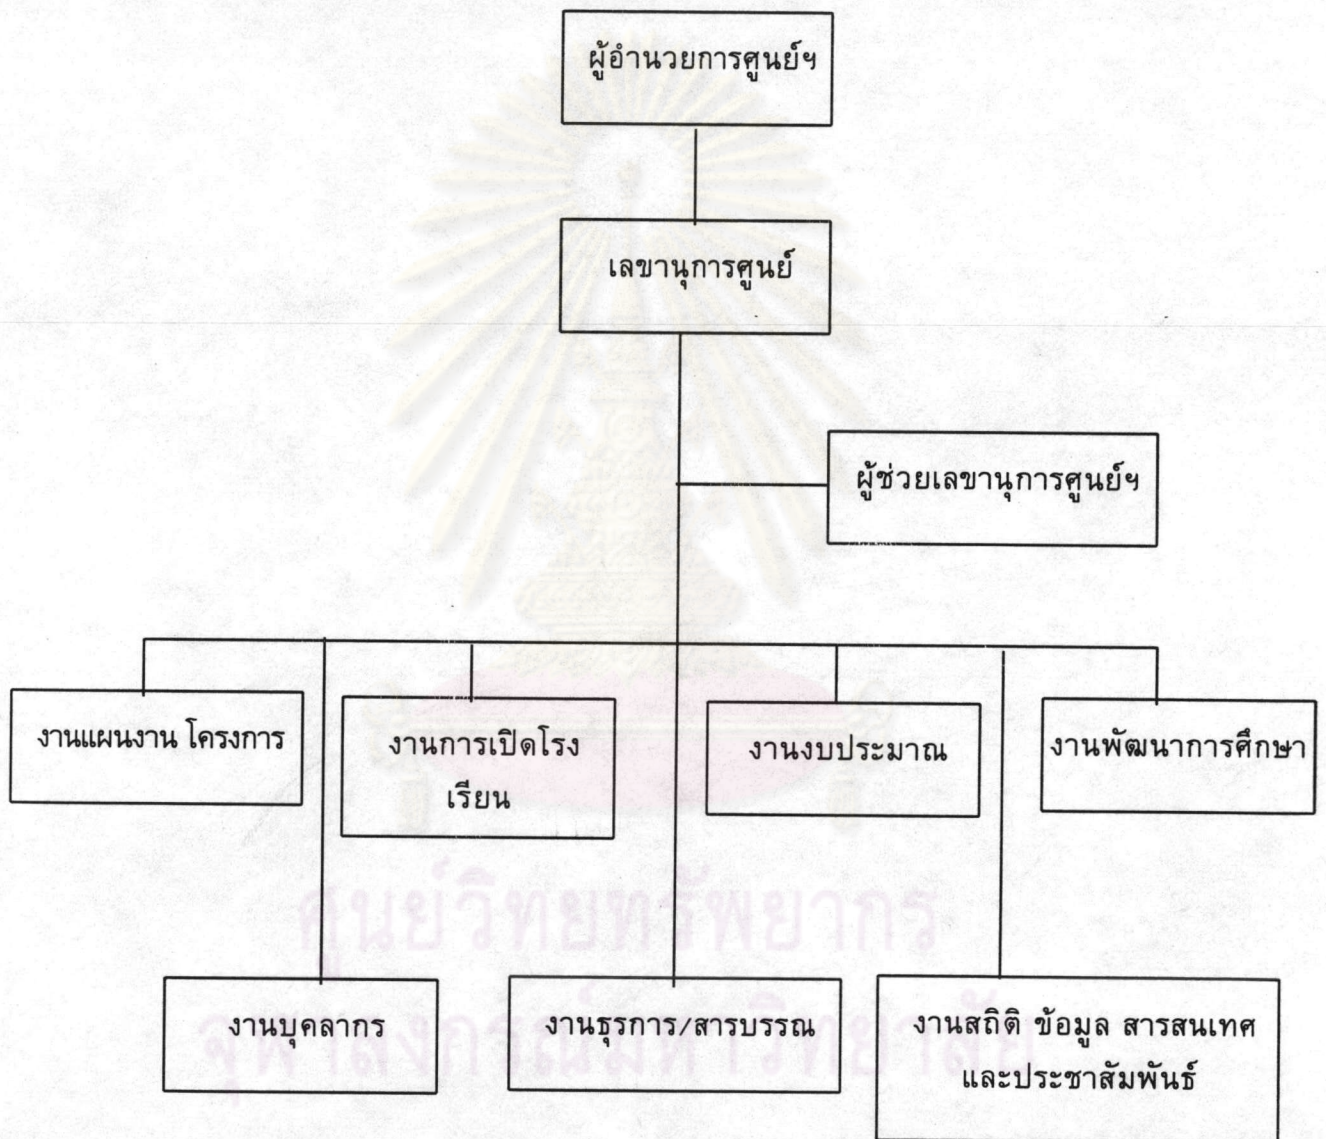 ผู้อำนวยการศูนย์ฯ
เลขานุการศูนย์
ผู้ช่วยเลขานุการศูนย์ฯ
งานแผนงาน โครงการ
งานการเปิดโรง
เรียน
งานงบประมาณ
งานพัฒนาการศึกษา
ศูนย์วิทยทรัพยากร
จุฬาลงกรณ์มหาวิทยาลัย
งานบุคลากร
งานธุรการ/สารบรรณ
งานสถิติ ข้อมูล สารสนเทศ
และประชาสัมพันธ์